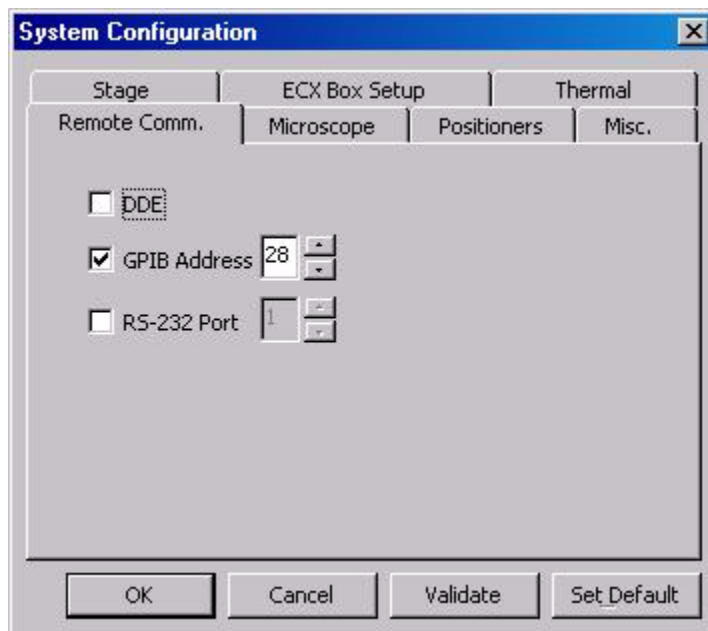 System Configuration
Stage ECX Box Setup Thermal
Remote Comm. Microscope Positioners Misc.
DDE
GPIB Address 28
RS-232 Port 1
OK Cancel Validate Set Default